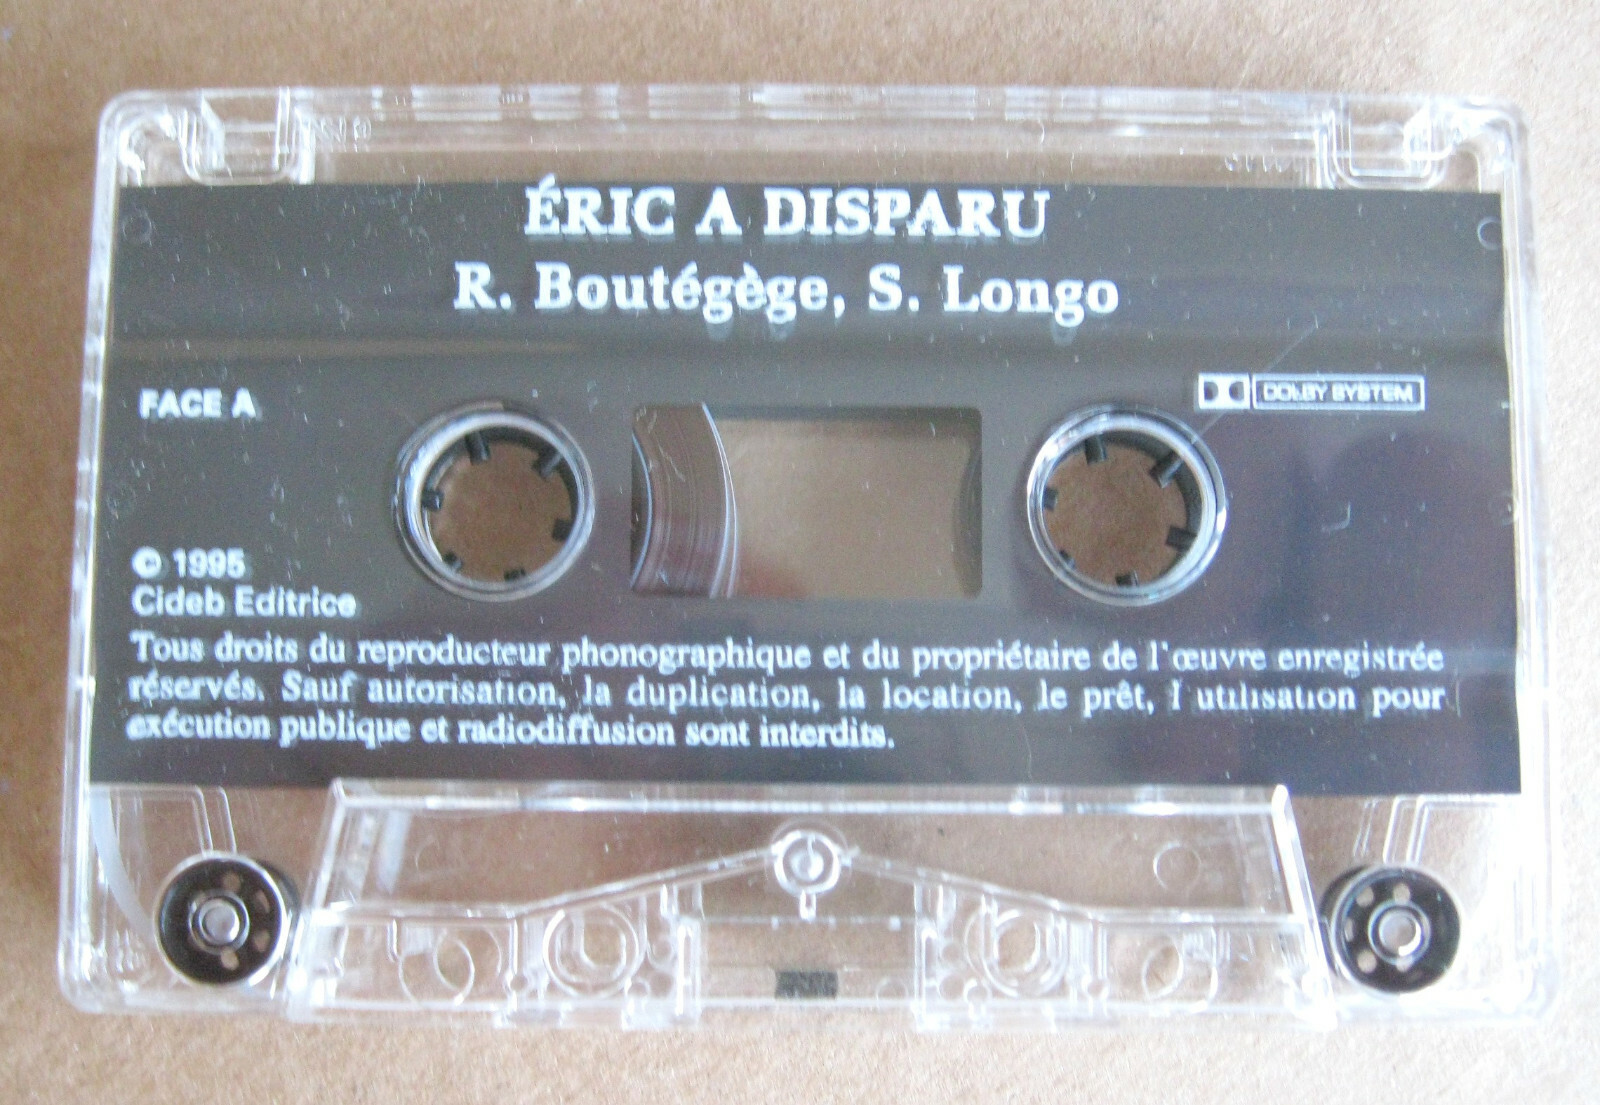 ÉRIC A DISPARU
R. Boutégège, S. Longo
FACE A
DOLBY SYSTEM
© 1995
Cideb Editrice
Tous droits du reproducteur phonographique et du propriétaire de l'œuvre enregistrée
réservés. Sauf autorisation, la duplication, la location, le prêt, l'utilisation pour
exécution publique et radiodiffusion sont interdits.